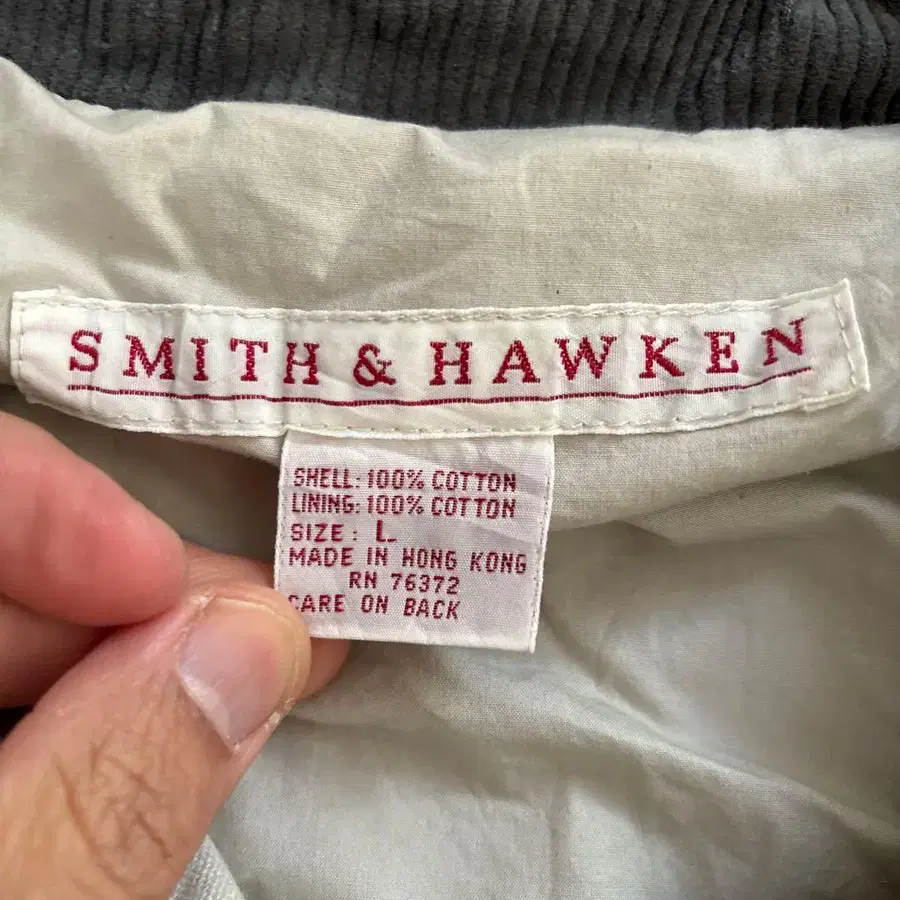 SMITH & HAWKEN
SHELL: 100% COTTON
LINING: 100% COTTON
SIZE: L
MADE IN HONG KONG
RN 76372
CARE ON BACK